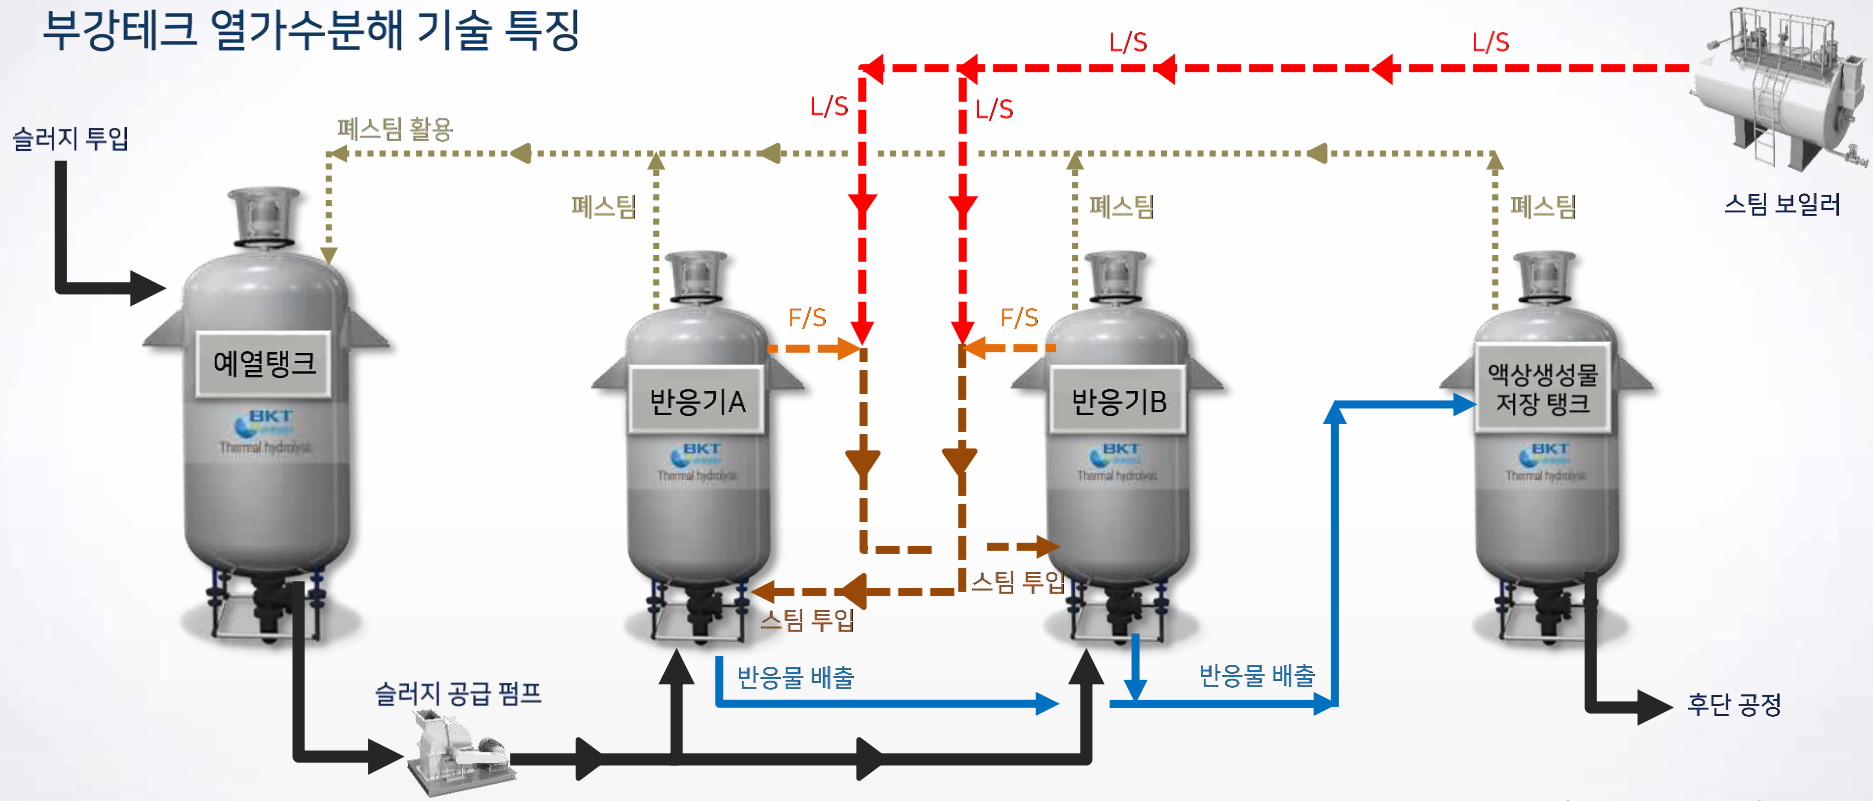 부강테크 열가수분해 기술 특징
L/S
L/S
L/S
L/S
슬러지 투입
폐스팀 활용
폐스팀
폐스팀
폐스팀
스팀 보일러
F/S
F/S
예열탱크
반응기A
반응기B
액상생성물
저장 탱크
BKT
Thermal hydrolysis
BKT
Thermal hydrolysis
BKT
Thermal hydrolysis
BKT
Thermal hydrolysis
스팀 투입
스팀 투입
반응물 배출
반응물 배출
슬러지 공급 펌프
후단 공정